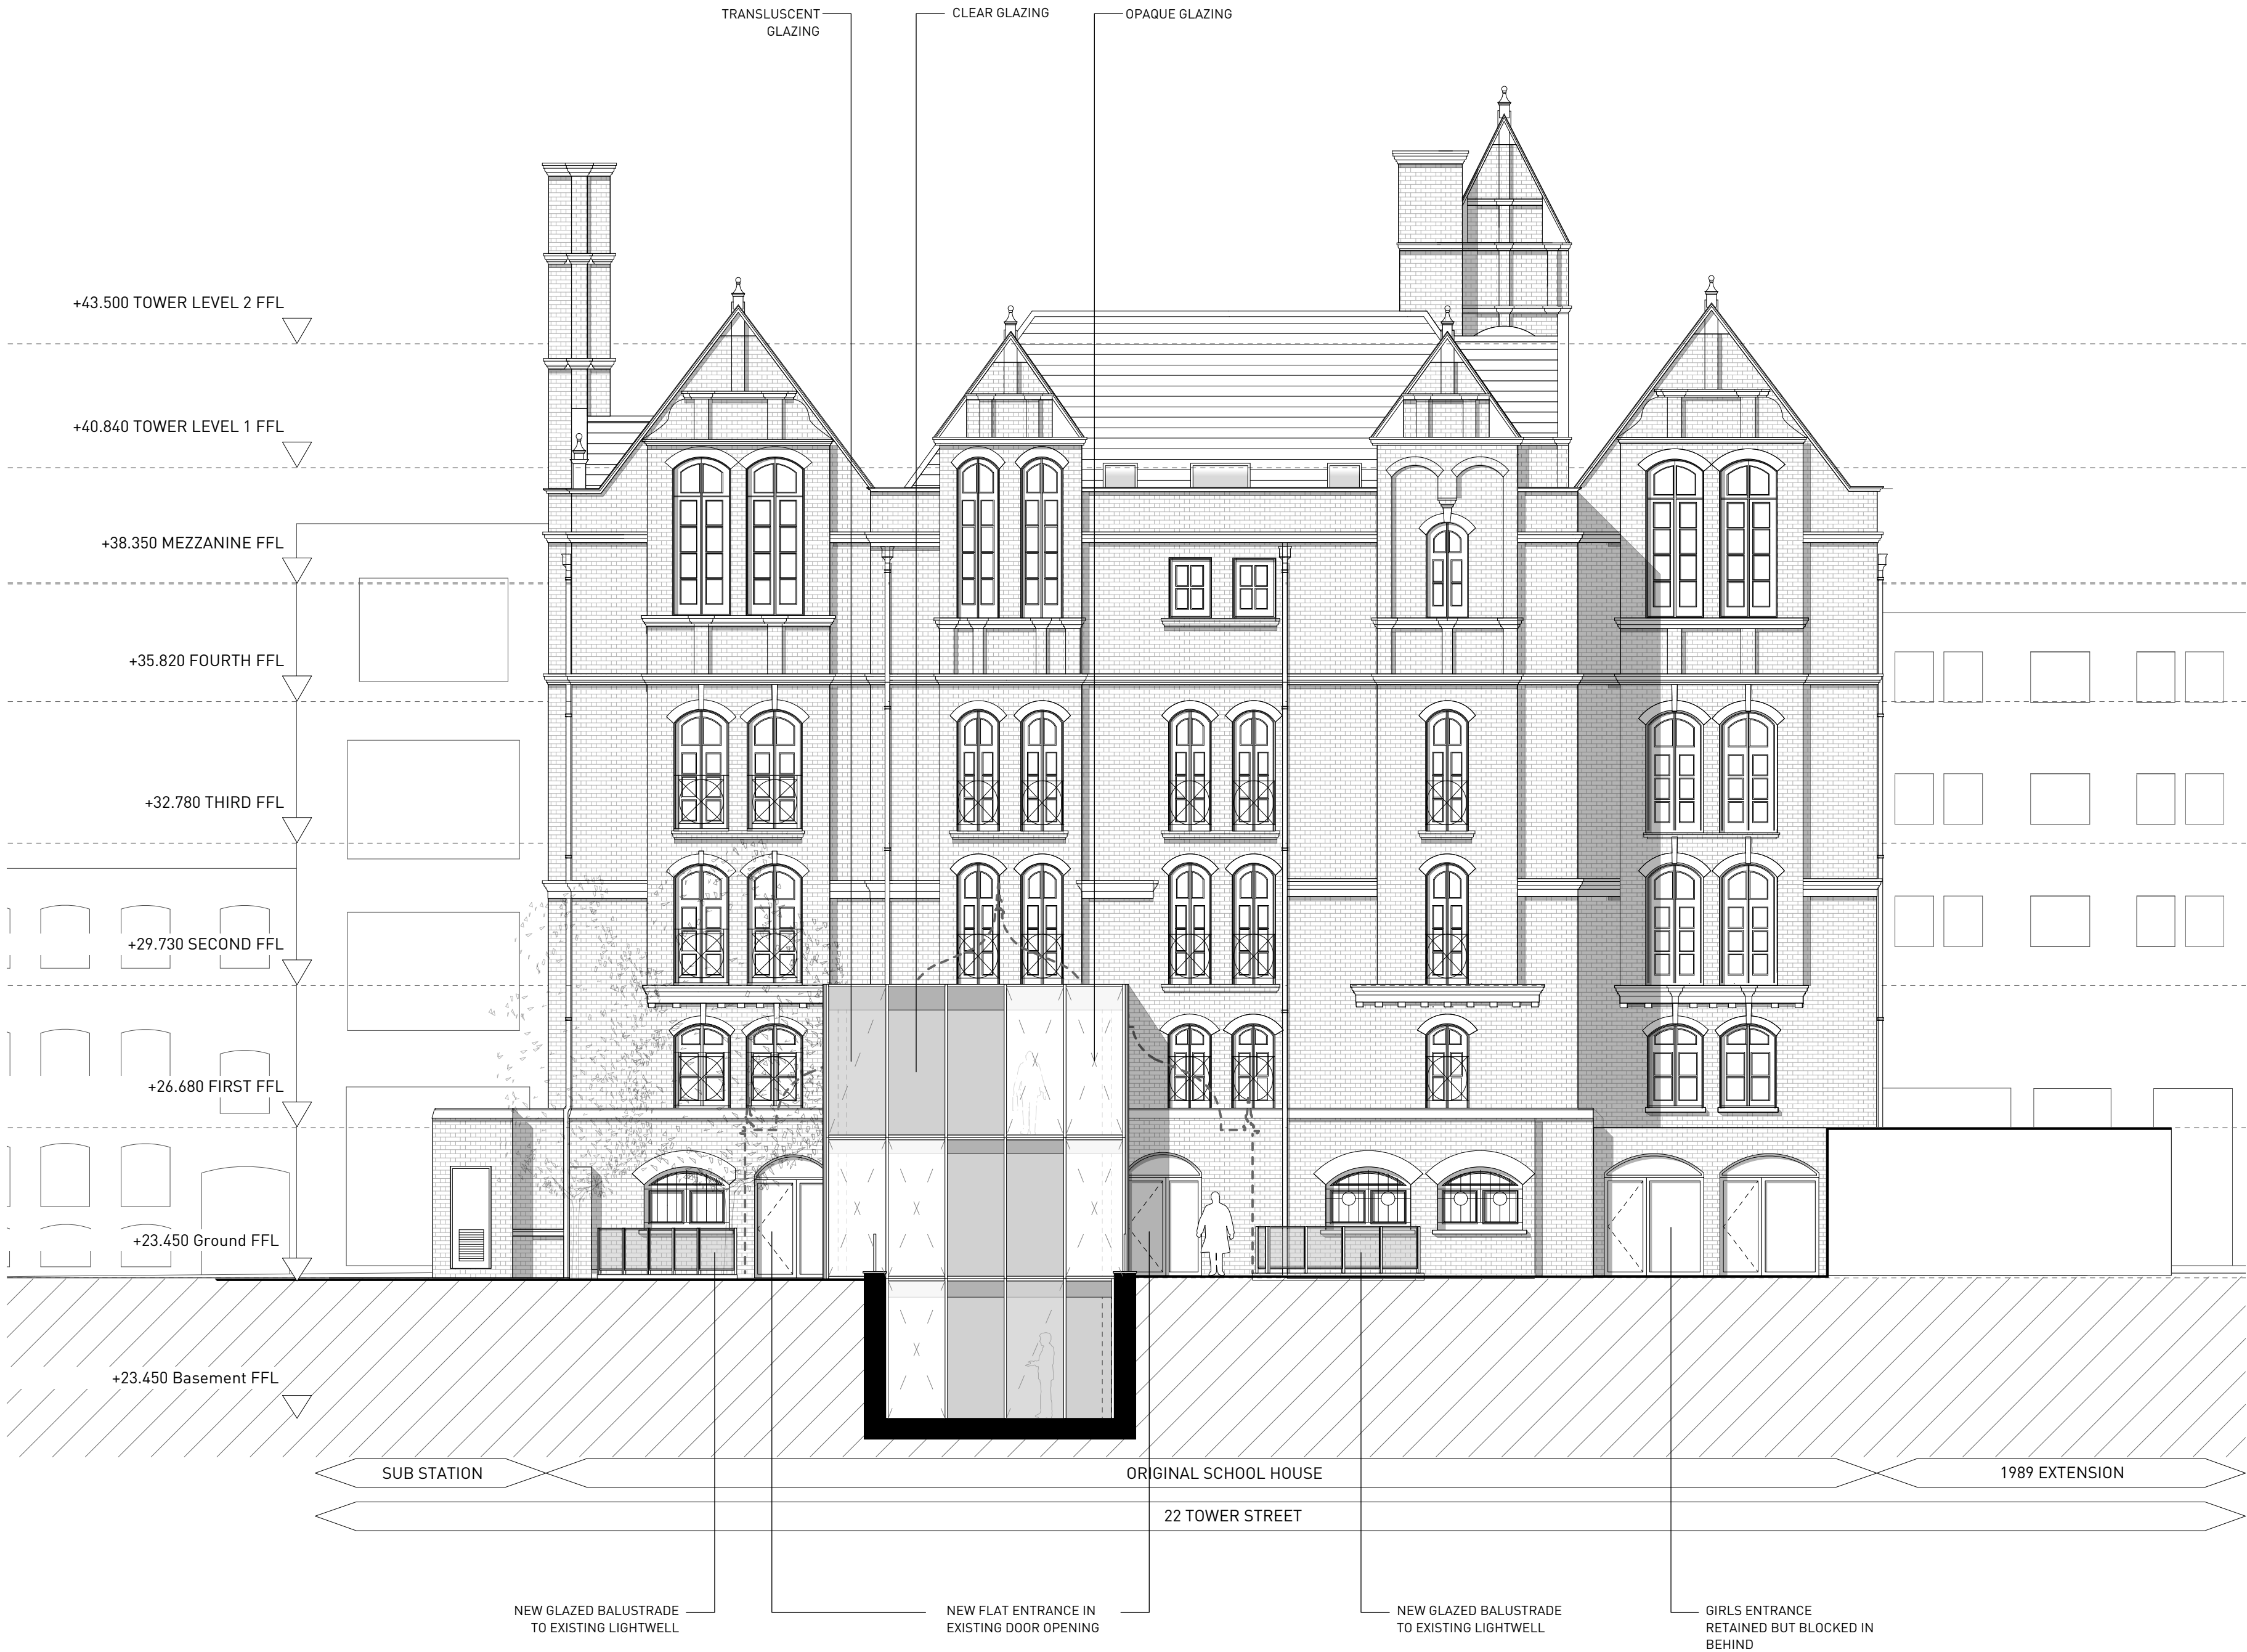 TRANSLUSCENT
GLAZING
CLEAR GLAZING
OPAQUE GLAZING
+43.500 TOWER LEVEL 2 FFL
+40.840 TOWER LEVEL 1 FFL
+38.350 MEZZANINE FFL
+35.820 FOURTH FFL
+32.780 THIRD FFL
+29.730 SECOND FFL
+26.680 FIRST FFL
+23.450 Ground FFL
+23.450 Basement FFL
SUB STATION
ORIGINAL SCHOOL HOUSE
1989 EXTENSION
22 TOWER STREET
NEW GLAZED BALUSTRADE
TO EXISTING LIGHTWELL
NEW FLAT ENTRANCE IN
EXISTING DOOR OPENING
NEW GLAZED BALUSTRADE
TO EXISTING LIGHTWELL
GIRLS ENTRANCE
RETAINED BUT BLOCKED IN
BEHIND